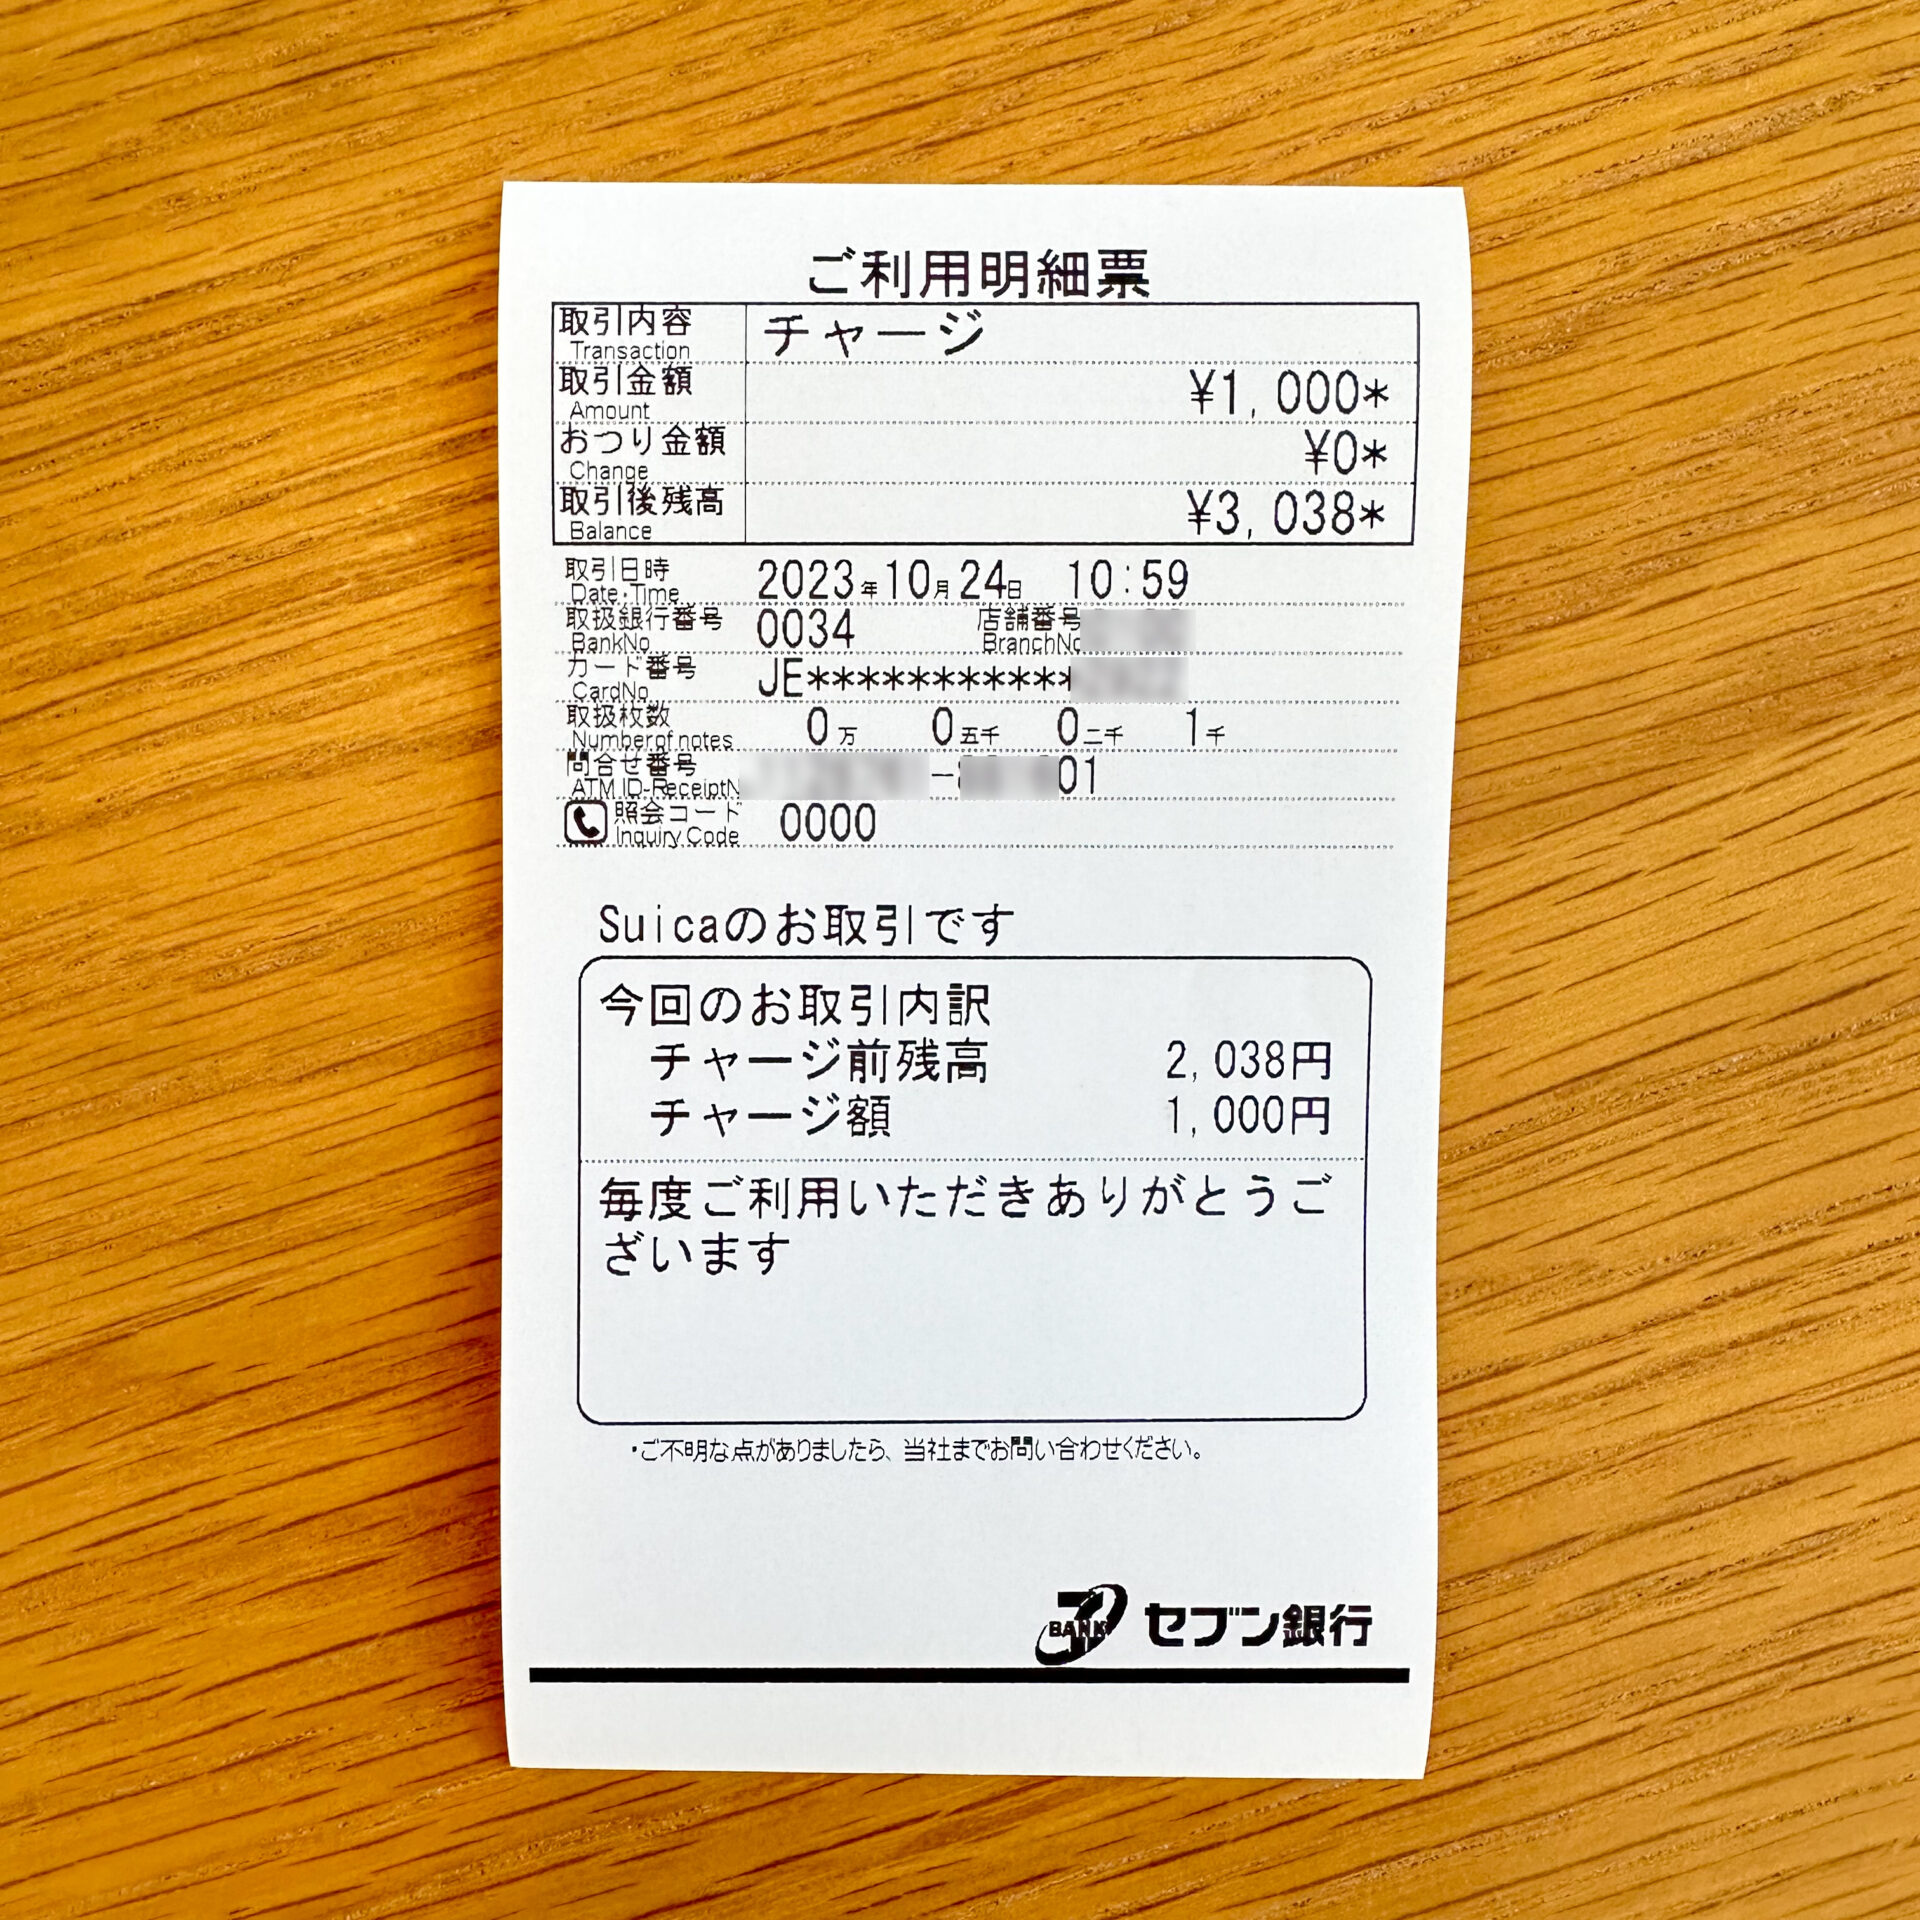 ご利用明細票
取引内容 チャージ
Transaction
取引金額 ¥1,000*
Amount
おつり金額 ¥0*
Change
取引後残高 ¥3,038*
Balance
取引日時 2023年10月24日 10:59
Date・Time
取扱銀行番号 0034 店舗番号
BankNo BranchNo
カード番号 JE***********
CardNo
取扱枚数 0万 0五千 0二千 1千
Number of notes
問合せ番号 01
ATM ID-ReceiptN
照会コード 0000
Inquiry Code
Suicaのお取引です
今回のお取引内訳
チャージ前残高 2,038円
チャージ額 1,000円
毎度ご利用いただきありがとうご
ざいます
・ご不明な点がありましたら、当社までお問い合わせください。
7 BANK セブン銀行